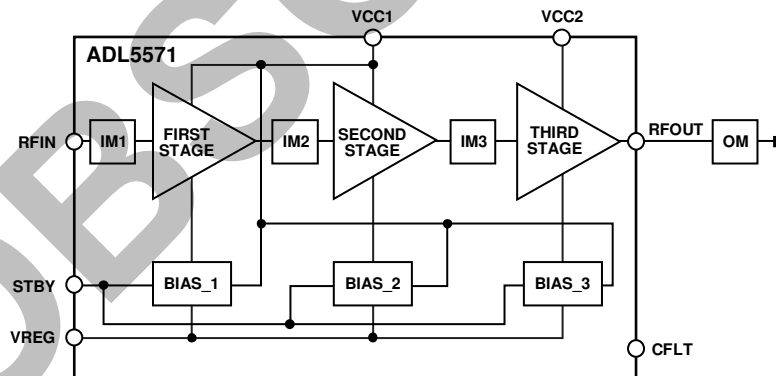 VCC1
VCC2
ADL5571
RFIN
IM1
FIRST
STAGE
IM2
SECOND
STAGE
IM3
THIRD
STAGE
RFOUT
OM
STBY
BIAS_1
BIAS_2
BIAS_3
VREG
CFLT